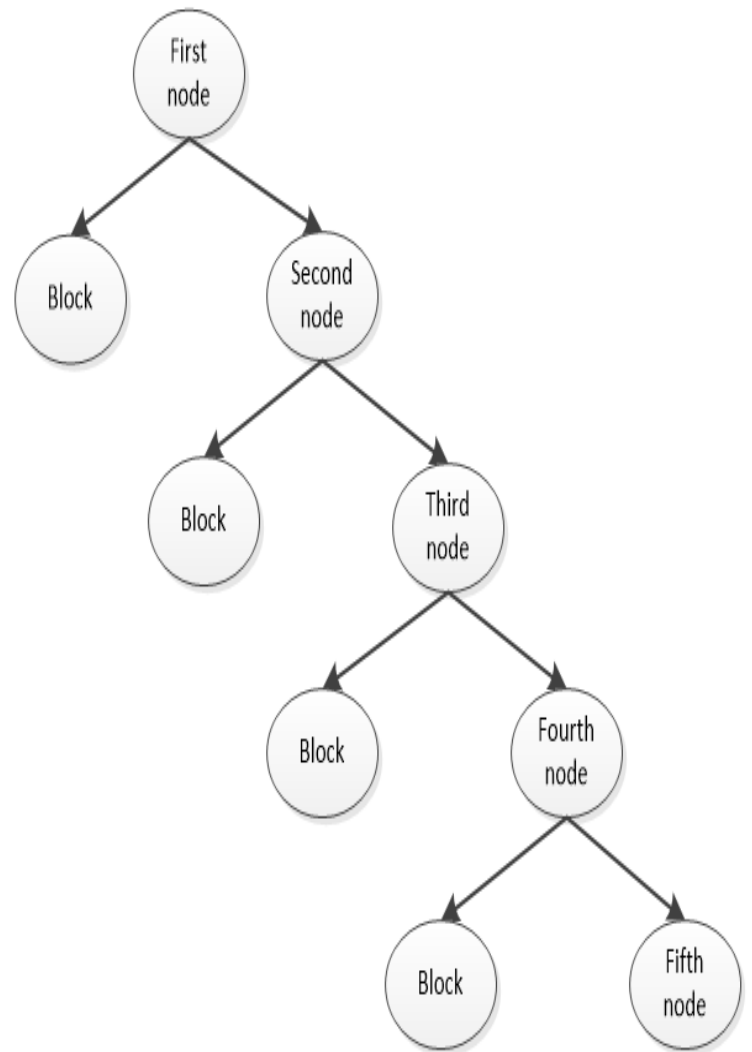 First
node
Block
Second
node
Block
Third
node
Block
Fourth
node
Block
Fifth
node